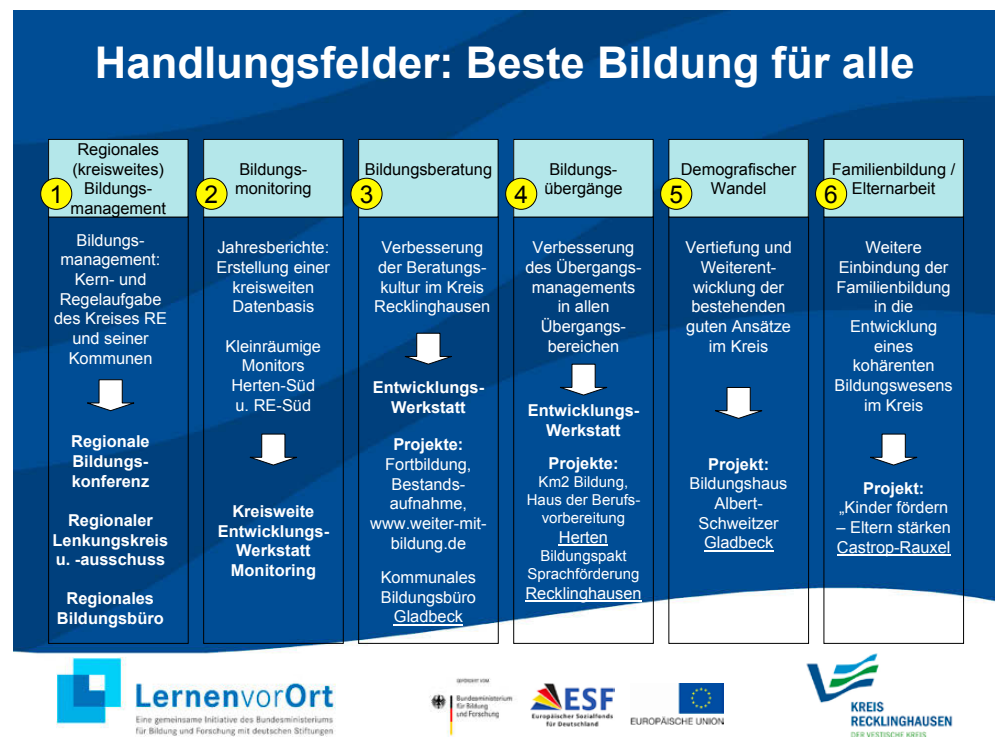 Handlungsfelder: Beste Bildung für alle
Regionales
(kreisweites)
Bildungs-
management
1
Bildungs-
management:
Kern- und
Regelaufgabe
des Kreises RE
und seiner
Kommunen
Regionale
Bildungs-
konferenz
Regionaler
Lenkungskreis
u. -ausschuss
Regionales
Bildungsbüro
Bildungs-
monitoring
2
Jahresberichte:
Erstellung einer
kreisweiten
Datenbasis
Kleinräumige
Monitors
Herten-Süd
u. RE-Süd
Kreisweite
Entwicklungs-
Werkstatt
Monitoring
Bildungsberatung
3
Verbesserung
der Beratungs-
kultur im Kreis
Recklinghausen
Entwicklungs-
Werkstatt
Projekte:
Fortbildung,
Bestands-
aufnahme,
www.weiter-mit-
bildung.de
Kommunales
Bildungsbüro
Gladbeck
Bildungs-
übergänge
4
Verbesserung
des Übergangs-
managements
in allen
Übergangs-
bereichen
Entwicklungs-
Werkstatt
Projekte:
Km2 Bildung,
Haus der Berufs-
vorbereitung
Herten
Bildungspakt
Sprachförderung
Recklinghausen
Demografischer
Wandel
5
Vertiefung und
Weiterent-
wicklung der
bestehenden
guten Ansätze
im Kreis
Projekt:
Bildungshaus
Albert-
Schweitzer
Gladbeck
Familienbildung /
Elternarbeit
6
Weitere
Einbindung der
Familienbildung
in die
Entwicklung
eines
kohärenten
Bildungswesens
im Kreis
Projekt:
„Kinder fördern
– Eltern stärken
Castrop-Rauxel
LernenvorOrt
Eine gemeinsame Initiative des Bundesministeriums
für Bildung und Forschung mit deutschen Stiftungen
GEFÖRDERT VOM
Bundesministerium
für Bildung
und Forschung
ESF
Europäischer Sozialfonds
für Deutschland
EUROPÄISCHE UNION
KREIS
RECKLINGHAUSEN
DER VESTISCHE KREIS